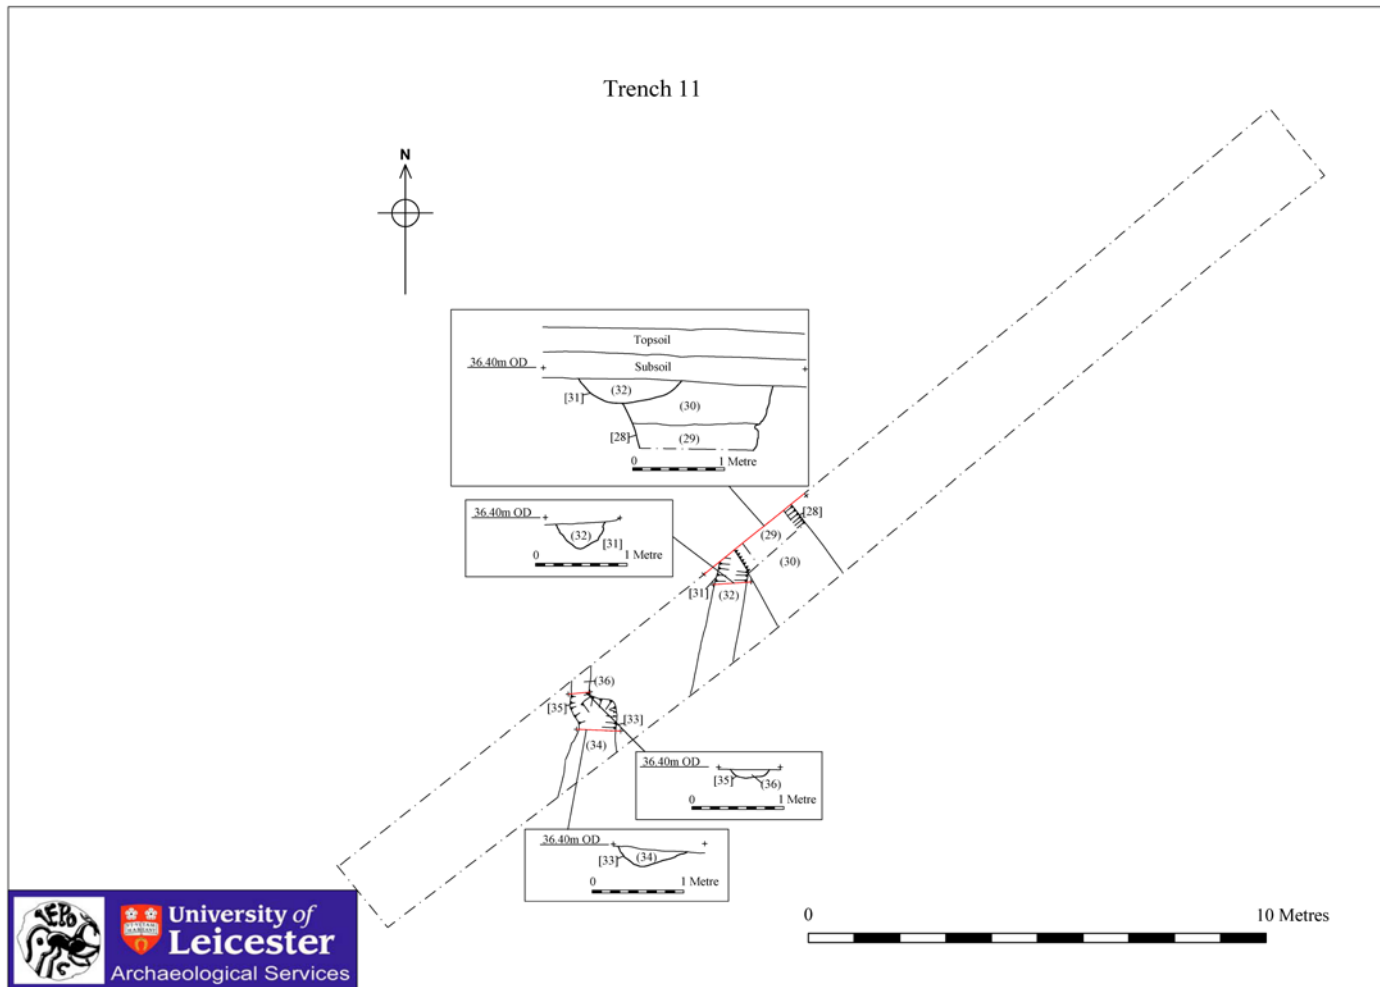 Trench 11
N
Topsoil
36.40m OD
Subsoil
(32)
[31]
(30)
[28]
(29)
0 1 Metre
36.40m OD
(32)
[31]
0 1 Metre
[28]
(29)
(30)
[31]
(32)
(36)
[35]
[33]
(34)
36.40m OD
[35]
(36)
0 1 Metre
36.40m OD
[33]
(34)
0 1 Metre
0 10 Metres
University of
Leicester
Archaeological Services